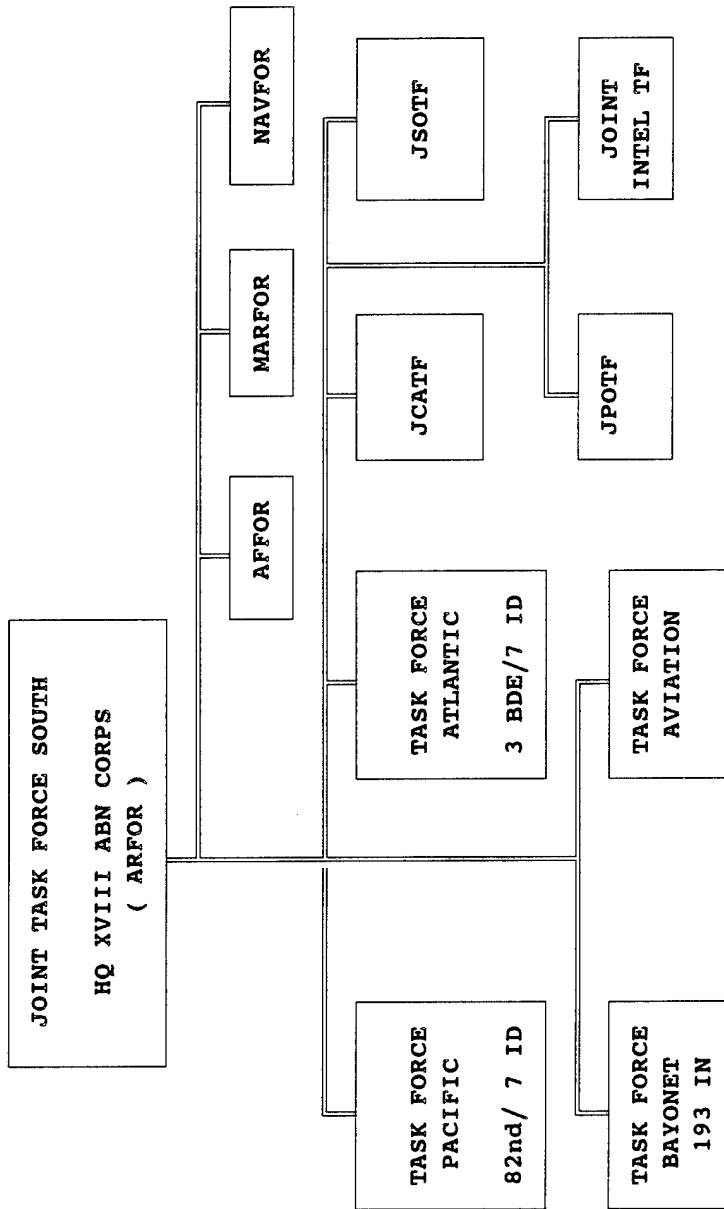 JOINT TASK FORCE SOUTH
HQ XVIII ABN CORPS
( ARFOR )
AFFOR
MARFOR
NAVFOR
TASK FORCE
PACIFIC
82nd/ 7 ID
TASK FORCE
ATLANTIC
3 BDE/7 ID
JCATF
JSOTF
TASK FORCE
BAYONET
193 IN
TASK FORCE
AVIATION
JPOTF
JOINT
INTEL TF